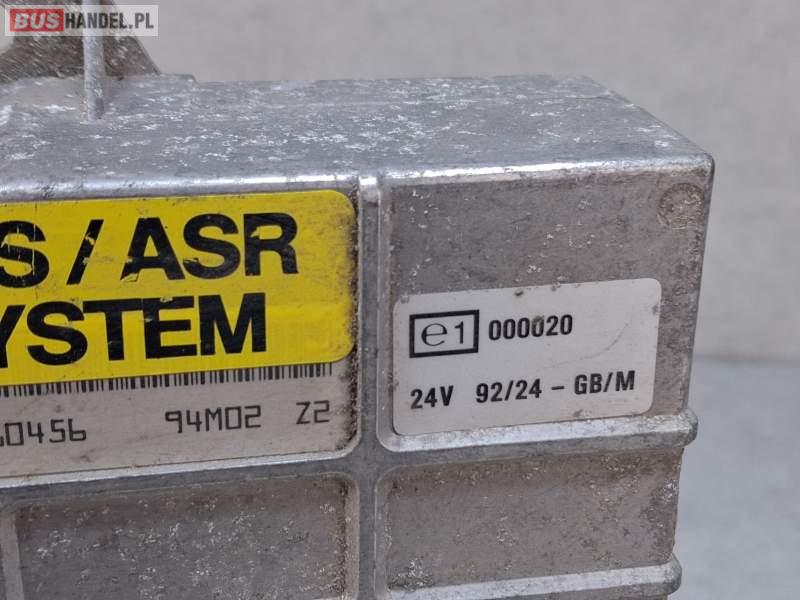 BUSHANDEL.PL
S / ASR
YSTEM
e1 000020
0456 94M02 Z2
24V 92/24 – GB/M